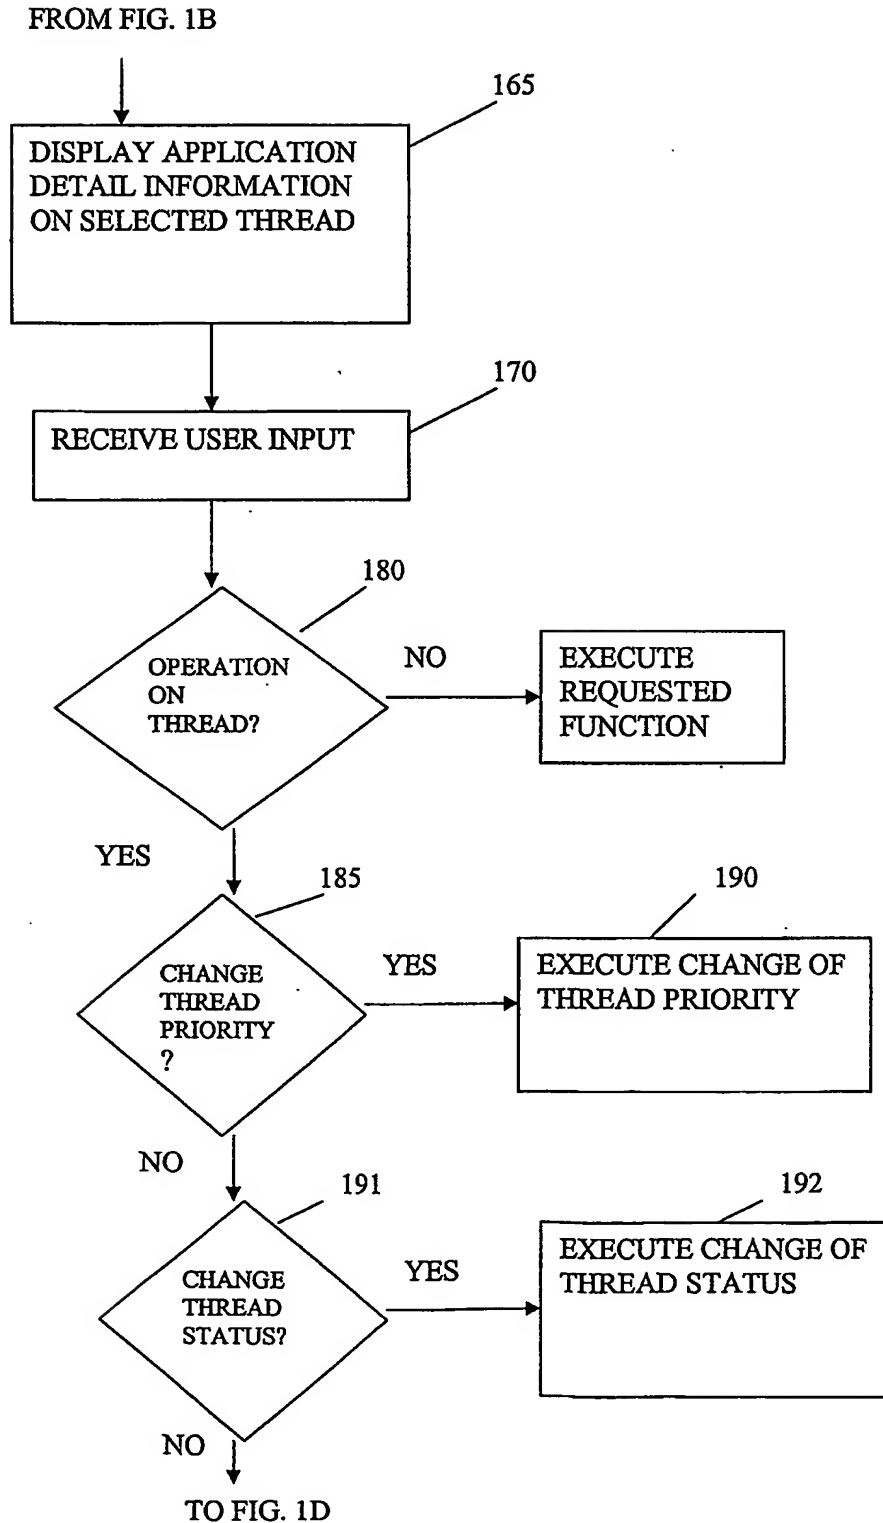 FROM FIG. 1B
165
DISPLAY APPLICATION
DETAIL INFORMATION
ON SELECTED THREAD
170
RECEIVE USER INPUT
180
OPERATION
ON
THREAD?
NO
EXECUTE
REQUESTED
FUNCTION
YES
185
190
CHANGE
THREAD
PRIORITY
?
YES
EXECUTE CHANGE OF
THREAD PRIORITY
NO
191
192
CHANGE
THREAD
STATUS?
YES
EXECUTE CHANGE OF
THREAD STATUS
NO
TO FIG. 1D